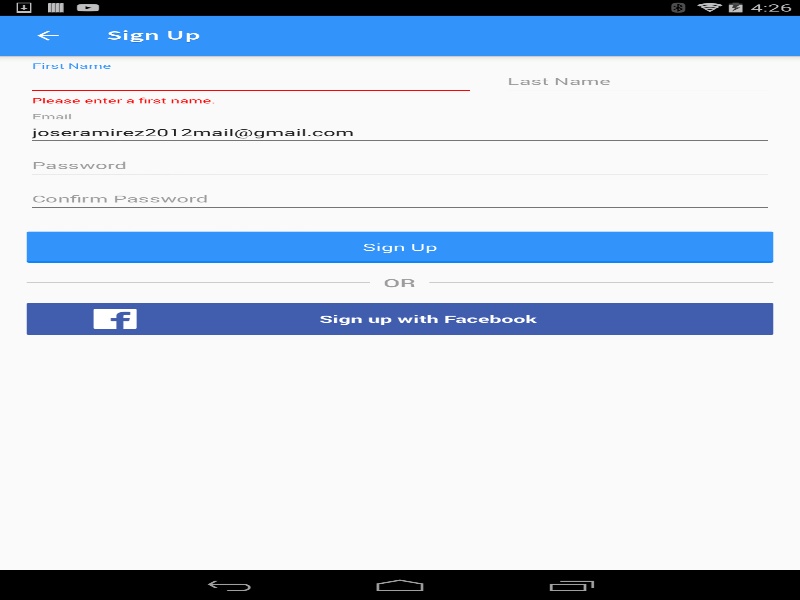 4:26
Sign Up
First Name
Last Name
Please enter a first name.
Email
joseramirez2012mail@gmail.com
Password
Confirm Password
Sign Up
OR
f Sign up with Facebook